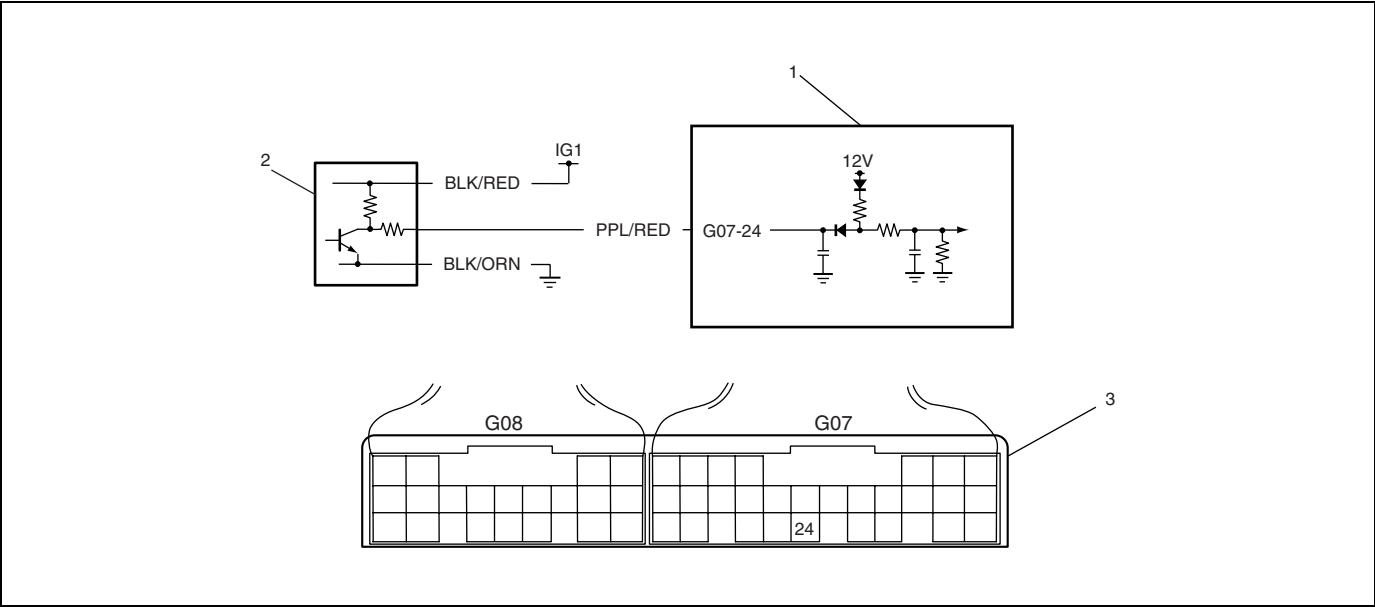 1
2
IG1
12V
BLK/RED
PPL/RED
G07-24
BLK/ORN
3
G08
G07
24